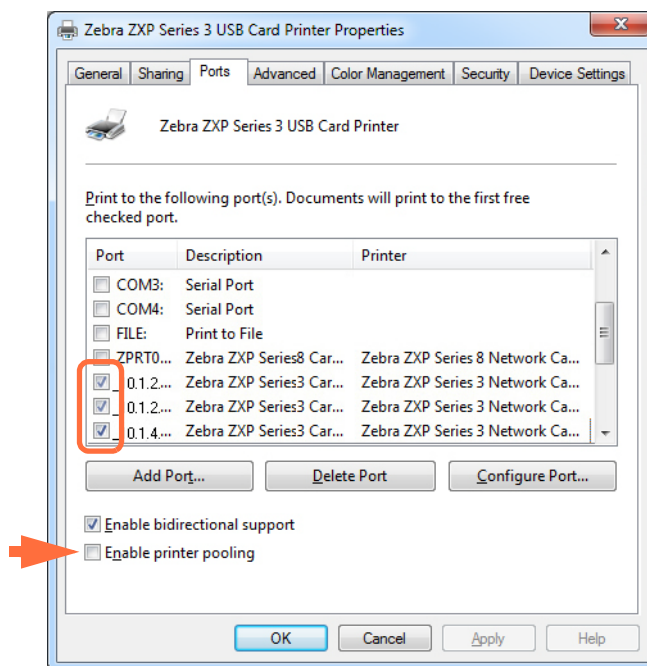 Zebra ZXP Series 3 USB Card Printer Properties
General Sharing Ports Advanced Color Management Security Device Settings
Zebra ZXP Series 3 USB Card Printer
Print to the following port(s). Documents will print to the first free
checked port.
Port Description Printer
COM3: Serial Port
COM4: Serial Port
FILE: Print to File
ZPRT0... Zebra ZXP Series8 Car... Zebra ZXP Series 8 Network Ca...
_ 0.1.2... Zebra ZXP Series3 Car... Zebra ZXP Series 3 Network Ca...
_ 0.1.2... Zebra ZXP Series3 Car... Zebra ZXP Series 3 Network Ca...
_ 0.1.4... Zebra ZXP Series3 Car... Zebra ZXP Series 3 Network Ca...
Add Port... Delete Port Configure Port...
Enable bidirectional support
Enable printer pooling
OK Cancel Apply Help